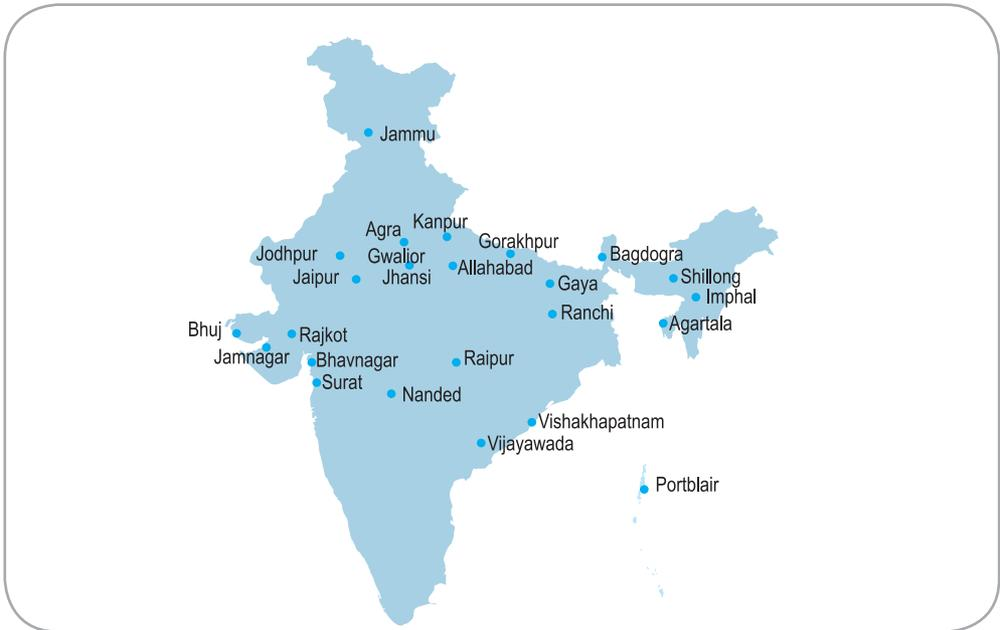 Jammu
Kanpur
Agra
Gorakhpur
Jodhpur
Gwalior
Bagdogra
Allahabad
Jaipur
Jhansi
Shillong
Gaya
Imphal
Ranchi
Agartala
Bhuj
Rajkot
Jamnagar
Bhavnagar
Raipur
Surat
Nanded
Vishakhapatnam
Vijayawada
Portblair